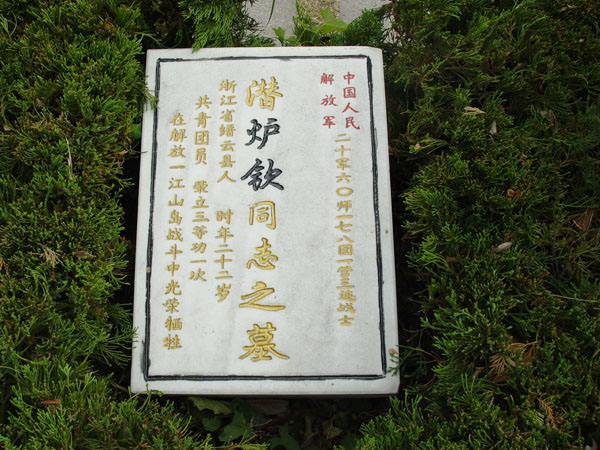 中国人民
解放军
二十军六〇师一七八团一营三连战士
潜炉钦同志之墓
浙江省缙云县人 时年二十二岁
共青团员 荣立三等功一次
在解放一江山岛战斗中光荣牺牲